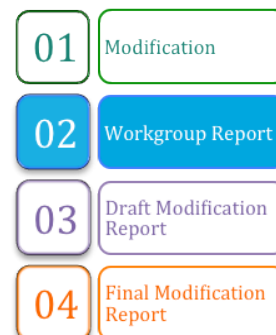 01 Modification
02 Workgroup Report
03 Draft Modification
Report
04 Final Modification
Report